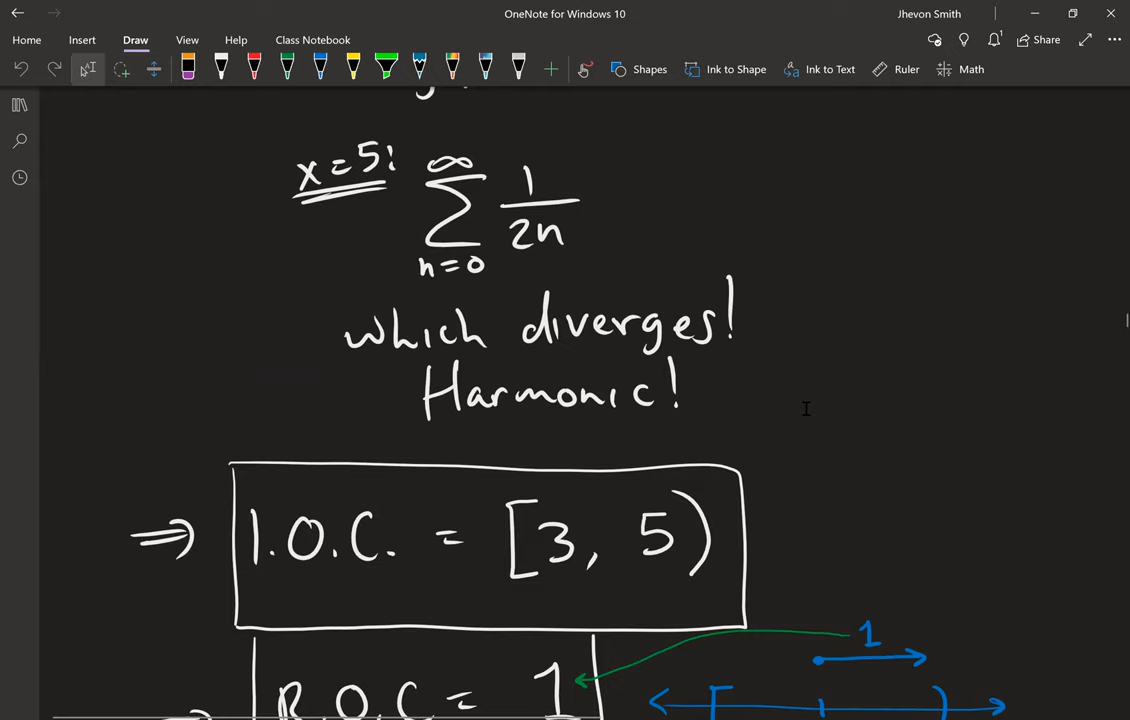 OneNote for Windows 10
Jhevon Smith
Home Insert Draw View Help Class Notebook
Share
Shapes Ink to Shape Ink to Text Ruler Math
x=5:
∞
∑ 1/2n
n=0
which diverges!
Harmonic!
⇒ I.O.C. = [3, 5)
1
R.O.C = 1